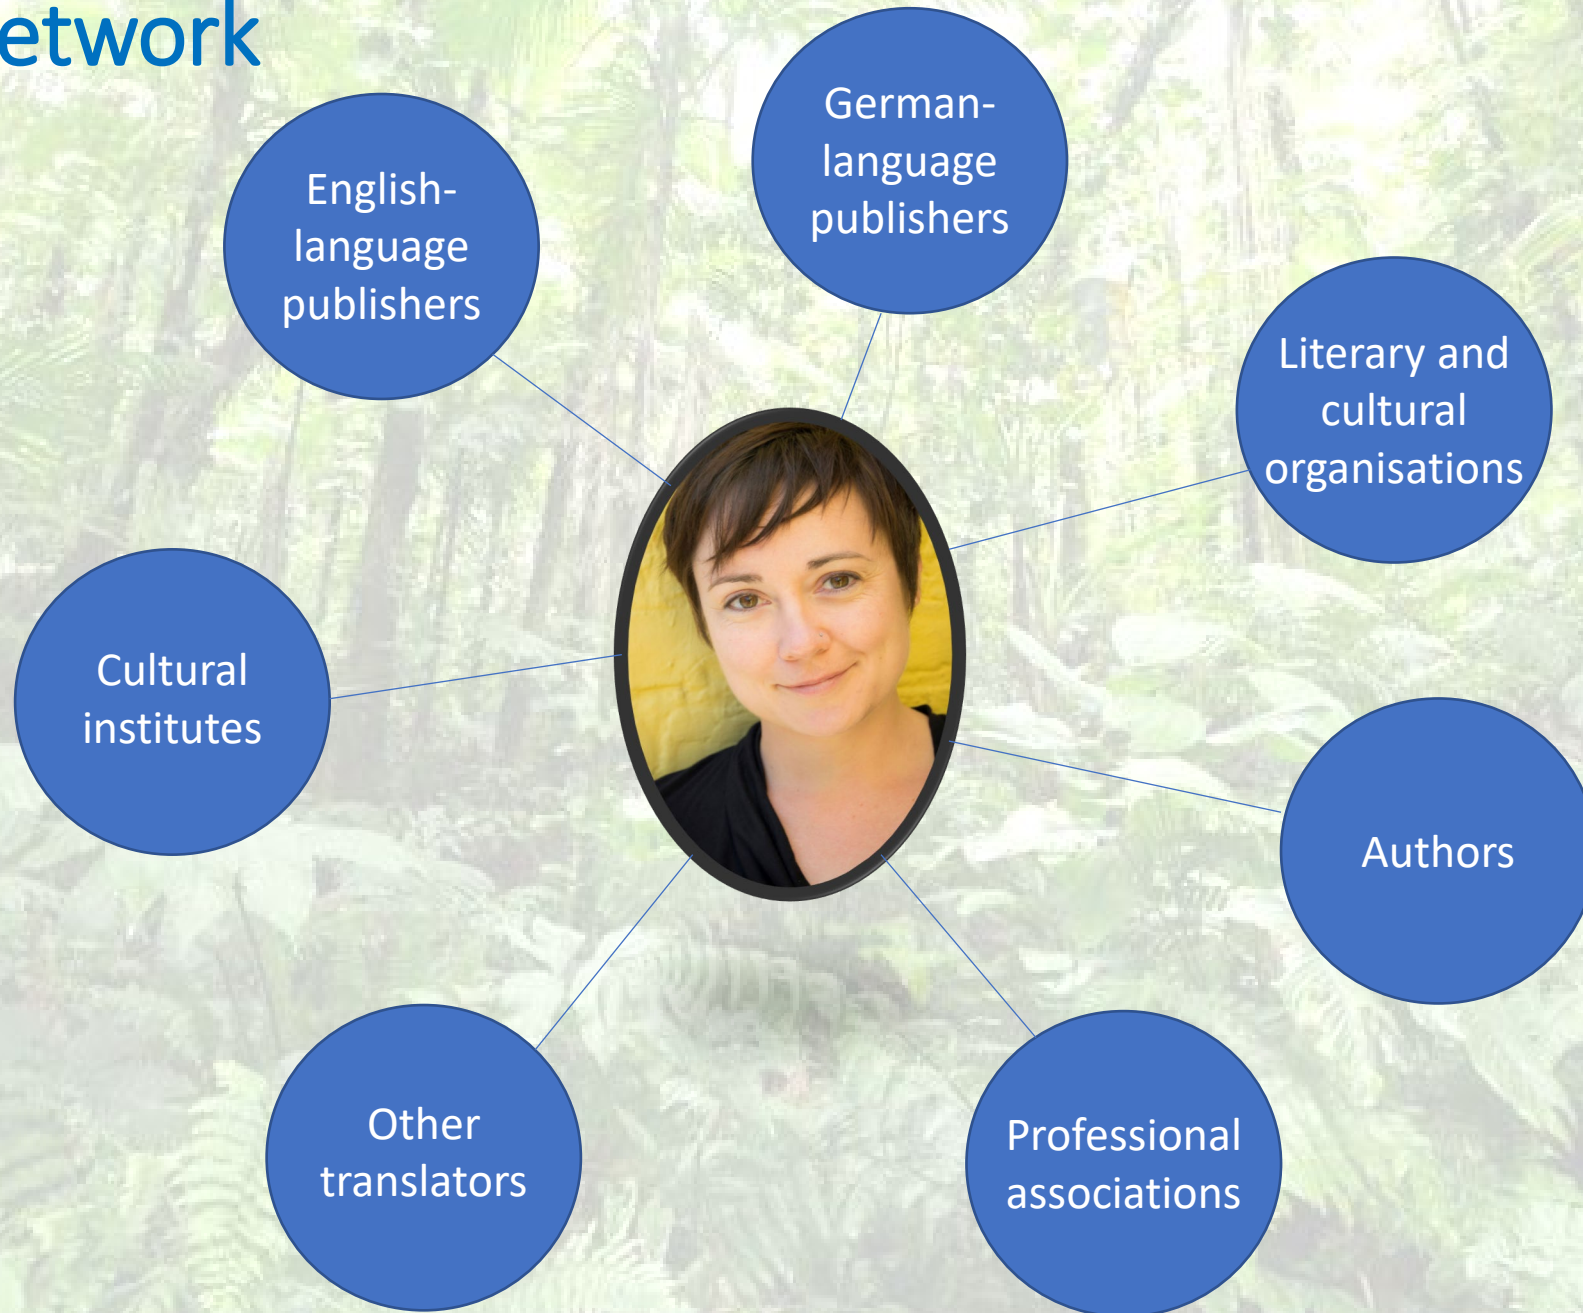 etwork
German-
language
publishers
English-
language
publishers
Literary and
cultural
organisations
Cultural
institutes
Authors
Other
translators
Professional
associations